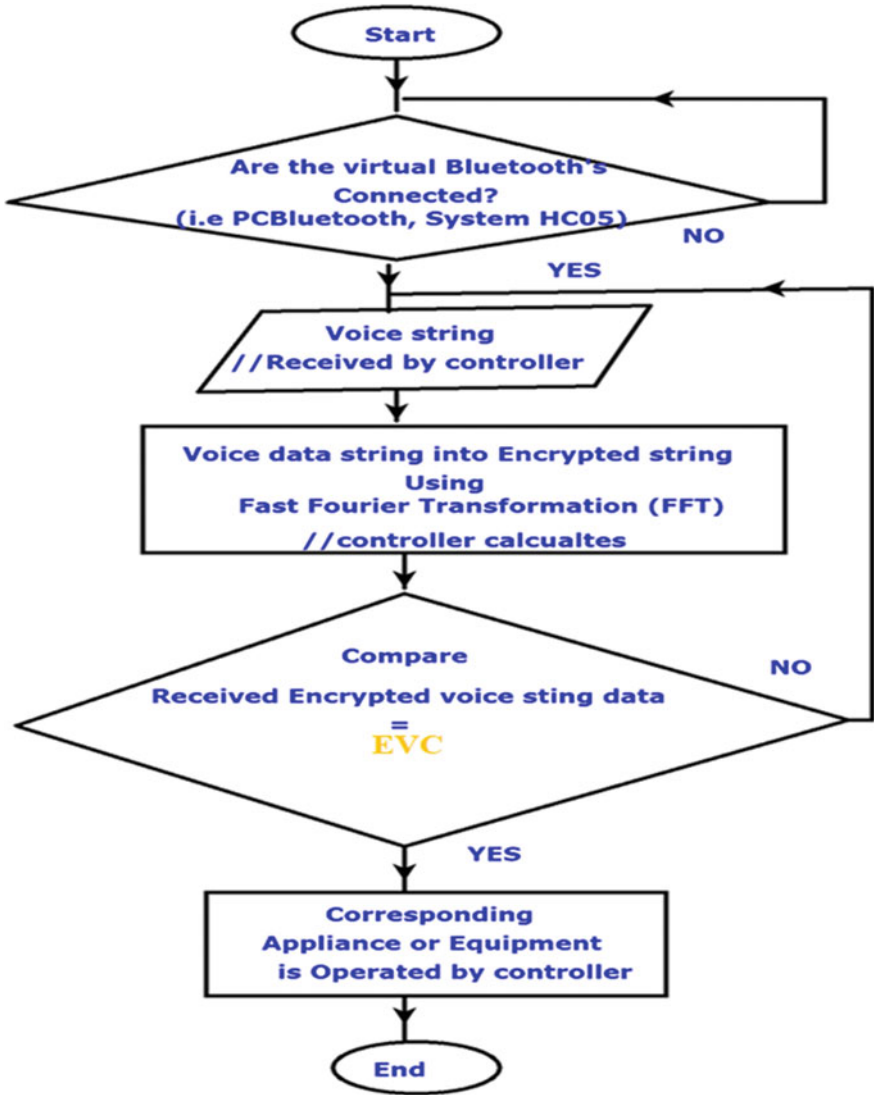 Start
Are the virtual Bluetooth's
Connected?
(i.e PCBluetooth, System HC05)
NO
YES
Voice string
//Received by controller
Voice data string into Encrypted string
Using
Fast Fourier Transformation (FFT)
//controller calcualtes
Compare
NO
Received Encrypted voice sting data
=
EVC
YES
Corresponding
Appliance or Equipment
is Operated by controller
End